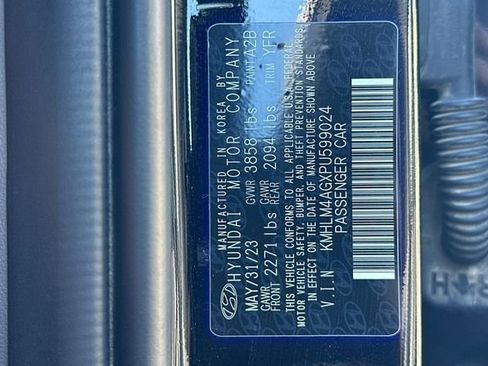 MANUFACTURED IN KOREA BY
HYUNDAI MOTOR COMPANY
MAY/31/23 GVWR 3858 lbs PAINT A2B
GAWR FRONT 2271 lbs GAWR REAR 2094 lbs TRIM YFR
THIS VEHICLE CONFORMS TO ALL APPLICABLE U.S.A. FEDERAL
MOTOR VEHICLE SAFETY, BUMPER, AND THEFT PREVENTION STANDARDS
IN EFFECT ON THE DATE OF MANUFACTURE SHOWN ABOVE
V.I.N KMHLM4AGXPU599024
PASSENGER CAR